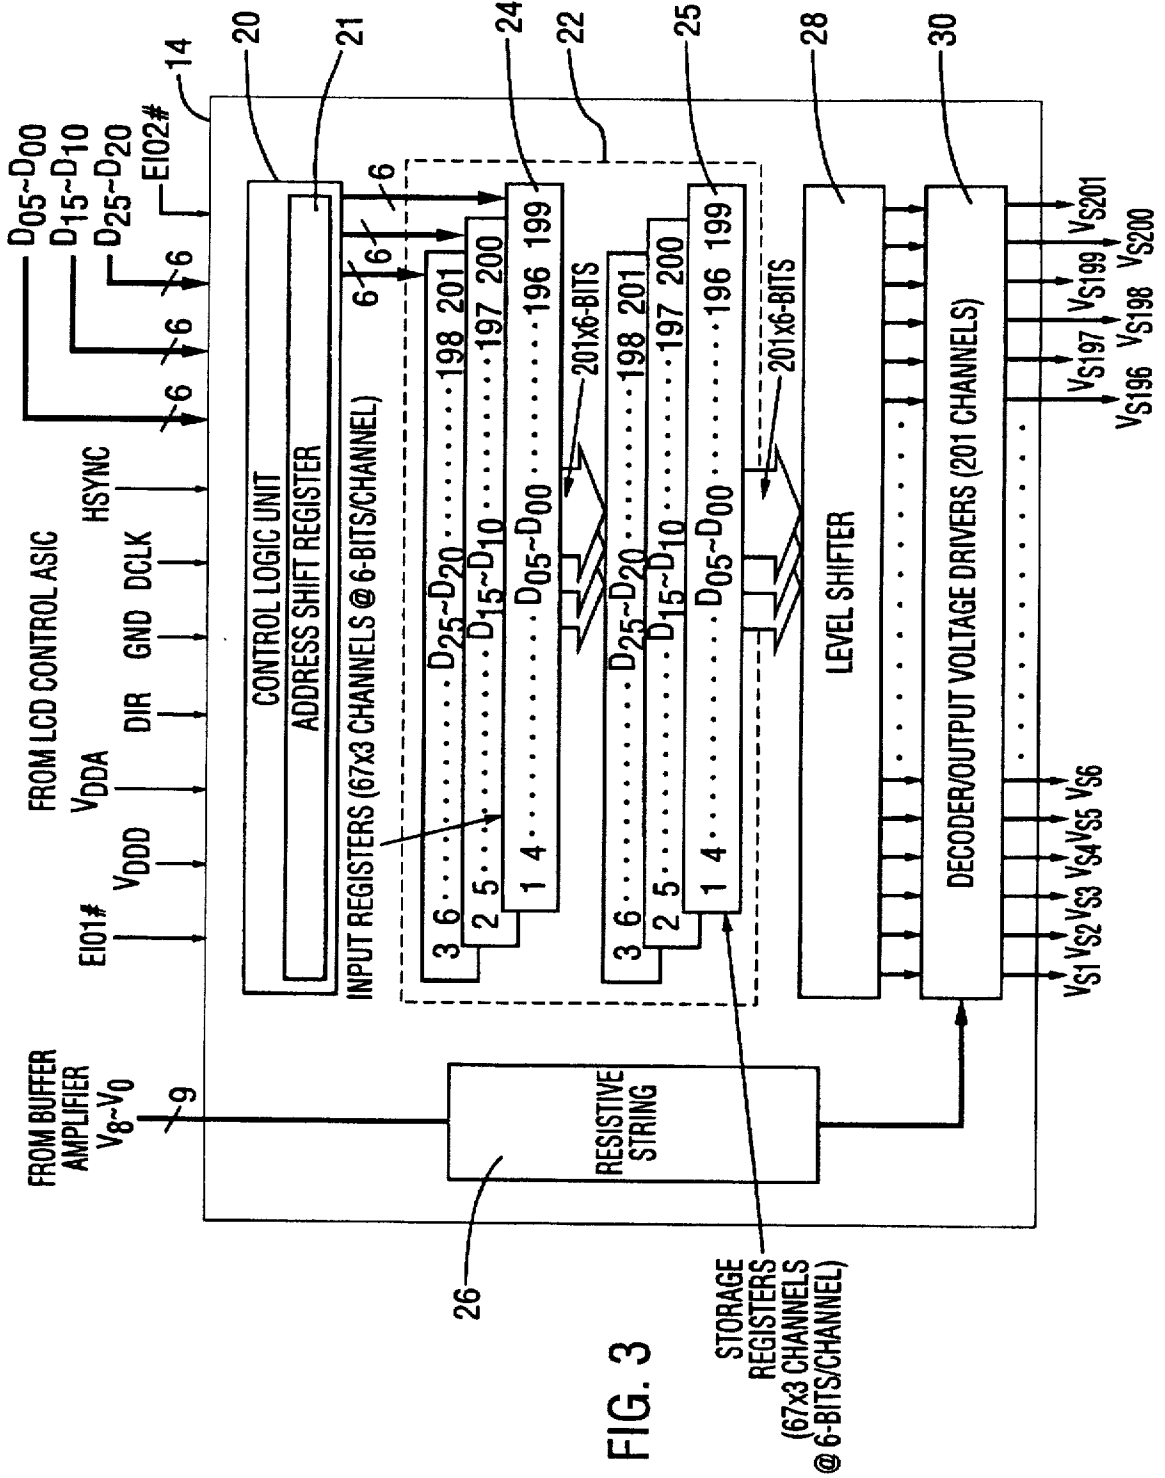 FROM BUFFER
AMPLIFIER
V8~V0
9
EI01#
VDDD
VDDA
FROM LCD CONTROL ASIC
DIR
GND
DCLK
HSYNC
D05~D00
D15~D10
D25~D20
6
6
6
EI02#
14
20
21
24
22
25
28
30
CONTROL LOGIC UNIT
ADDRESS SHIFT REGISTER
6
6
6
INPUT REGISTERS (67x3 CHANNELS @ 6-BITS/CHANNEL)
3 6 · · · · · · D25~D20 · · · · · · 198 201
2 5 · · · · · · D15~D10 · · · · · · 197 200
1 4 · · · · · · D05~D00 · · · · · · 196 199
201x6-BITS
3 6 · · · · · · D25~D20 · · · · · · 198 201
2 5 · · · · · · D15~D10 · · · · · · 197 200
1 4 · · · · · · D05~D00 · · · · · · 196 199
201x6-BITS
LEVEL SHIFTER
DECODER/OUTPUT VOLTAGE DRIVERS (201 CHANNELS)
RESISTIVE
STRING
26
VS1 VS2 VS3 VS4 VS5 VS6
VS196 VS197 VS198 VS199 VS200 VS201
STORAGE
REGISTERS
(67x3 CHANNELS
@ 6-BITS/CHANNEL)
FIG. 3